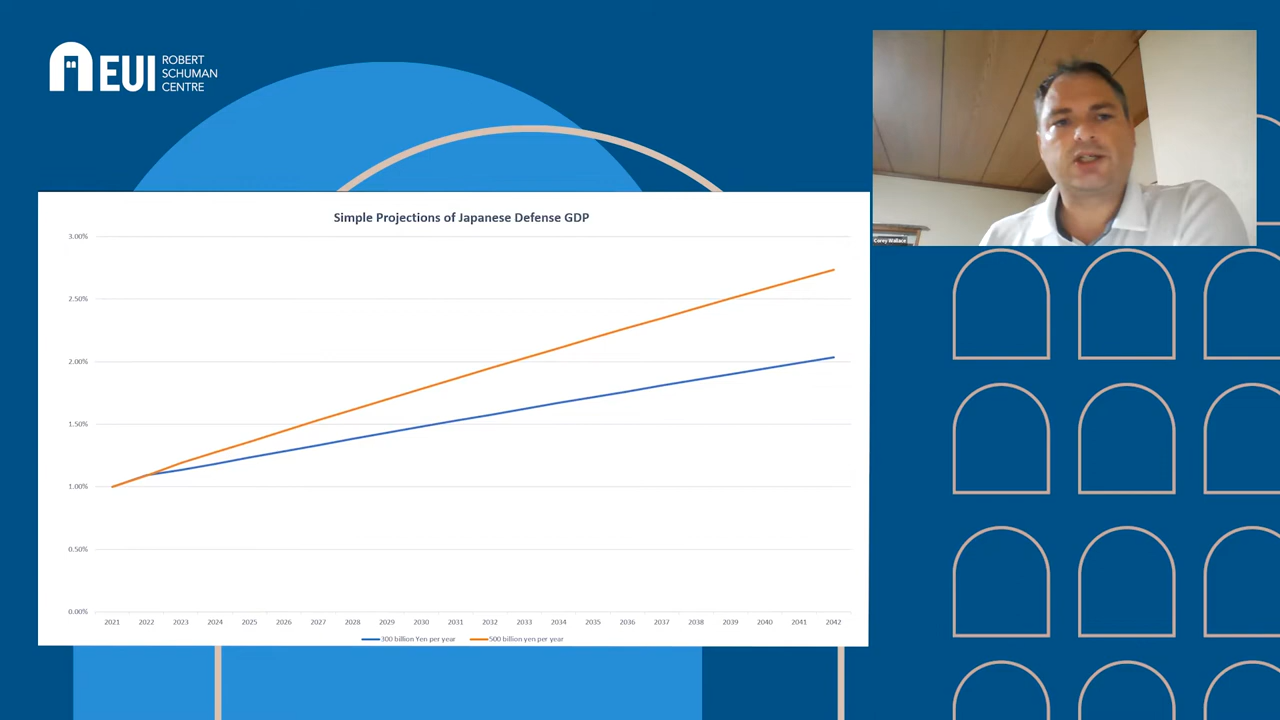 EUI
ROBERT
SCHUMAN
CENTRE
Corey Wallace
Simple Projections of Japanese Defense GDP
3.00%
2.50%
2.00%
1.50%
1.00%
0.50%
0.00%
2021 2022 2023 2024 2025 2026 2027 2028 2029 2030 2031 2032 2033 2034 2035 2036 2037 2038 2039 2040 2041 2042
300 billion Yen per year 500 billion yen per year